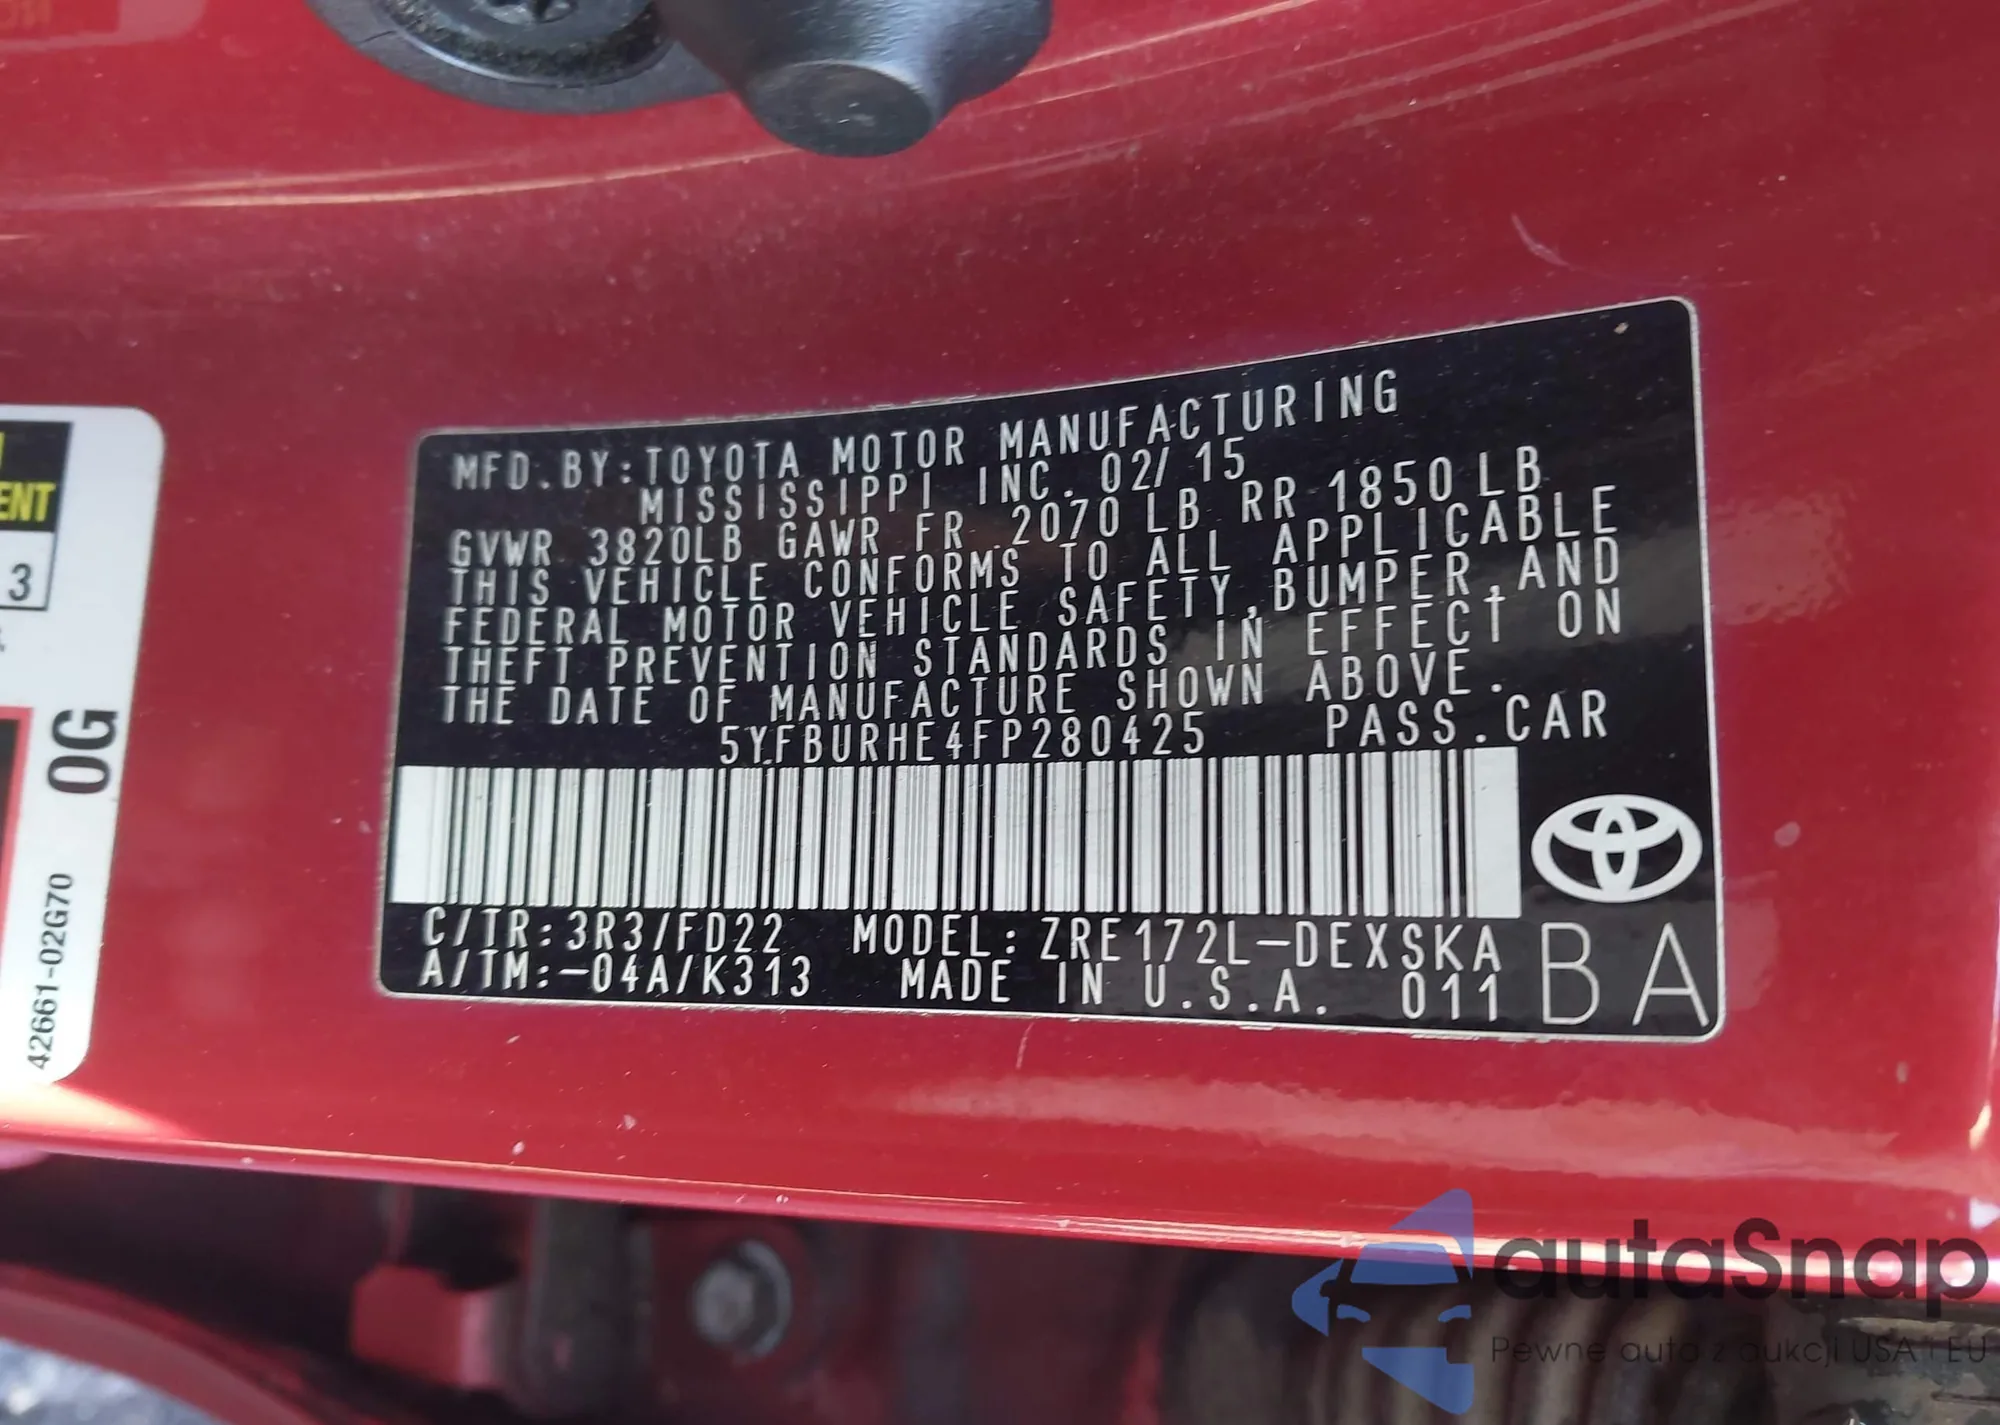 ENT
3
0G
42661-02G70
MFD.BY:TOYOTA MOTOR MANUFACTURING
MISSISSIPPI INC. 02/15
GVWR 3820LB GAWR FR 2070 LB RR 1850 LB
THIS VEHICLE CONFORMS TO ALL APPLICABLE
FEDERAL MOTOR VEHICLE SAFETY,BUMPER,AND
THEFT PREVENTION STANDARDS IN EFFECT ON
THE DATE OF MANUFACTURE SHOWN ABOVE.
5YFBURHE4FP280425 PASS.CAR
C/TR:3R3/FD22 MODEL:ZRE172L-DEXSKA
A/TM:-04A/K313 MADE IN U.S.A. 011
BA
autaSnap
Pewne auta z aukcji USA i EU